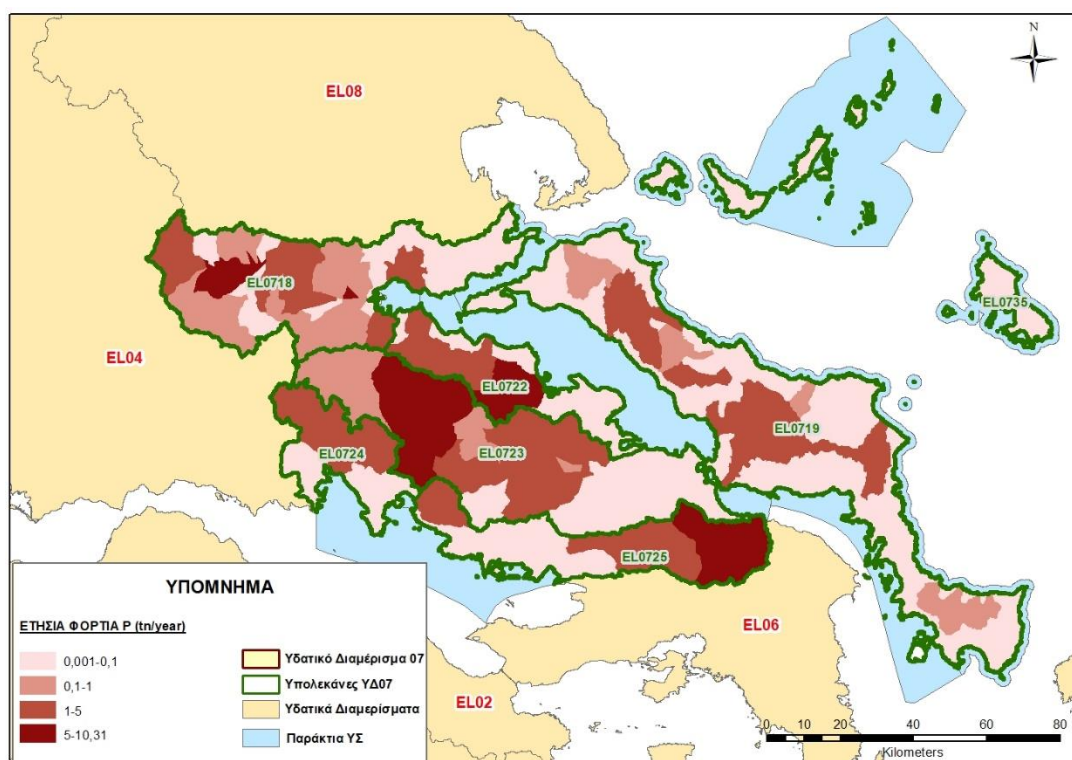 N
EL08
EL0718
EL0735
EL04
EL0722
EL0719
EL0723
EL0724
EL0725
EL06
EL02
ΥΠΟΜΝΗΜΑ
ΕΤΗΣΙΑ ΦΟΡΤΙΑ P (tn/year)
0,001-0,1
0,1-1
1-5
5-10,31
Υδατικό Διαμέρισμα 07
Υπολεκάνες ΥΔ07
Υδατικά Διαμερίσματα
Παράκτια ΥΣ
0 5 10 20 40 60 80
Kilometers